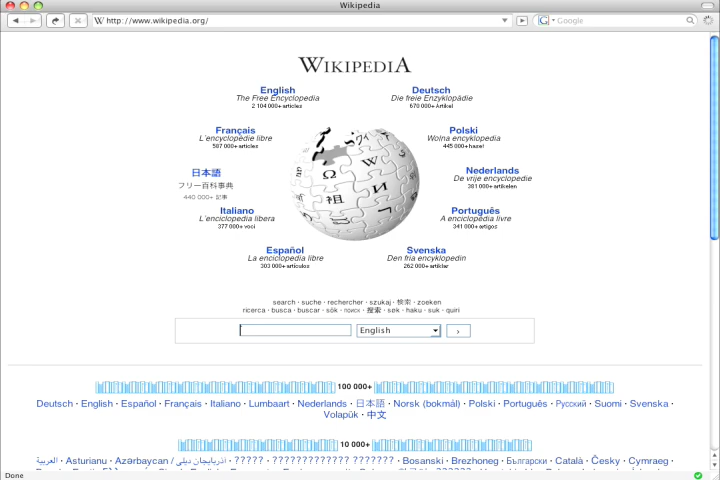 Wikipedia
http://www.wikipedia.org/
Google
WIKIPEDIA
English
The Free Encyclopedia
2 104 000+ articles
Deutsch
Die freie Enzyklopädie
670 000+ Artikel
Français
L'encyclopédie libre
587 000+ articles
Polski
Wolna encyklopedia
445 000+ haseł
日本語
フリー百科事典
440 000+ 記事
Nederlands
De vrije encyclopedie
381 000+ artikelen
Italiano
L'enciclopedia libera
377 000+ voci
Português
A enciclopédia livre
341 000+ artigos
Español
La enciclopedia libre
303 000+ artículos
Svenska
Den fria encyklopedin
262 000+ artiklar
search · suche · rechercher · szukaj · 検索 · zoeken
ricerca · busca · buscar · sök · поиск · 搜索 · søk · haku · suk · quiri
English
100 000+
Deutsch · English · Español · Français · Italiano · Lumbaart · Nederlands · 日本語 · Norsk (bokmål) · Polski · Português · Русский · Suomi · Svenska ·
Volapük · 中文
10 000+
العربية · Asturianu · Azərbaycan / آذربايجان ديلی · ????? · ????????????? ??????? · Bosanski · Brezhoneg · Български · Català · Česky · Cymraeg ·
Done